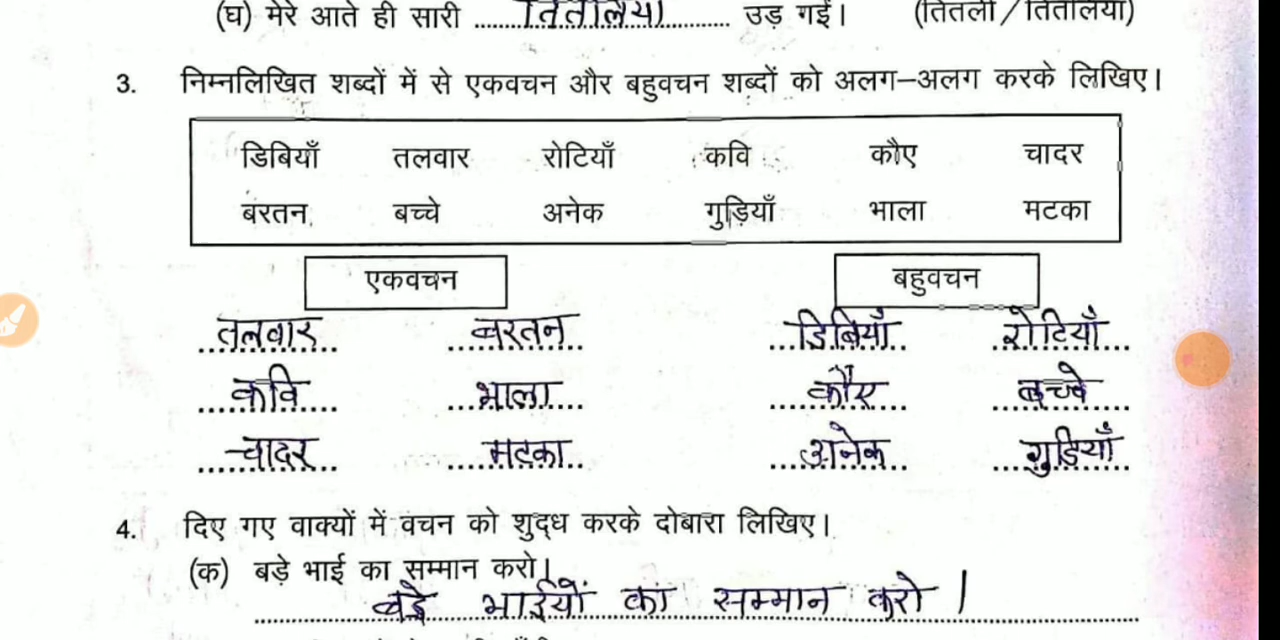 (घ) मेरे आते ही सारी ......तितलियाँ...... उड़ गईं। (तितली / तितलियाँ)
3. निम्नलिखित शब्दों में से एकवचन और बहुवचन शब्दों को अलग-अलग करके लिखिए।
डिबियाँ तलवार रोटियाँ कवि कौए चादर
बरतन बच्चे अनेक गुड़ियाँ भाला मटका
एकवचन बहुवचन
तलवार बरतन डिबियाँ रोटियाँ
कवि भाला कौए बच्चे
चादर मटका अनेक गुडियाँ
4. दिए गए वाक्यों में वचन को शुद्ध करके दोबारा लिखिए।
(क) बड़े भाई का सम्मान करो।
बड़े भाईयों का सम्मान करो।